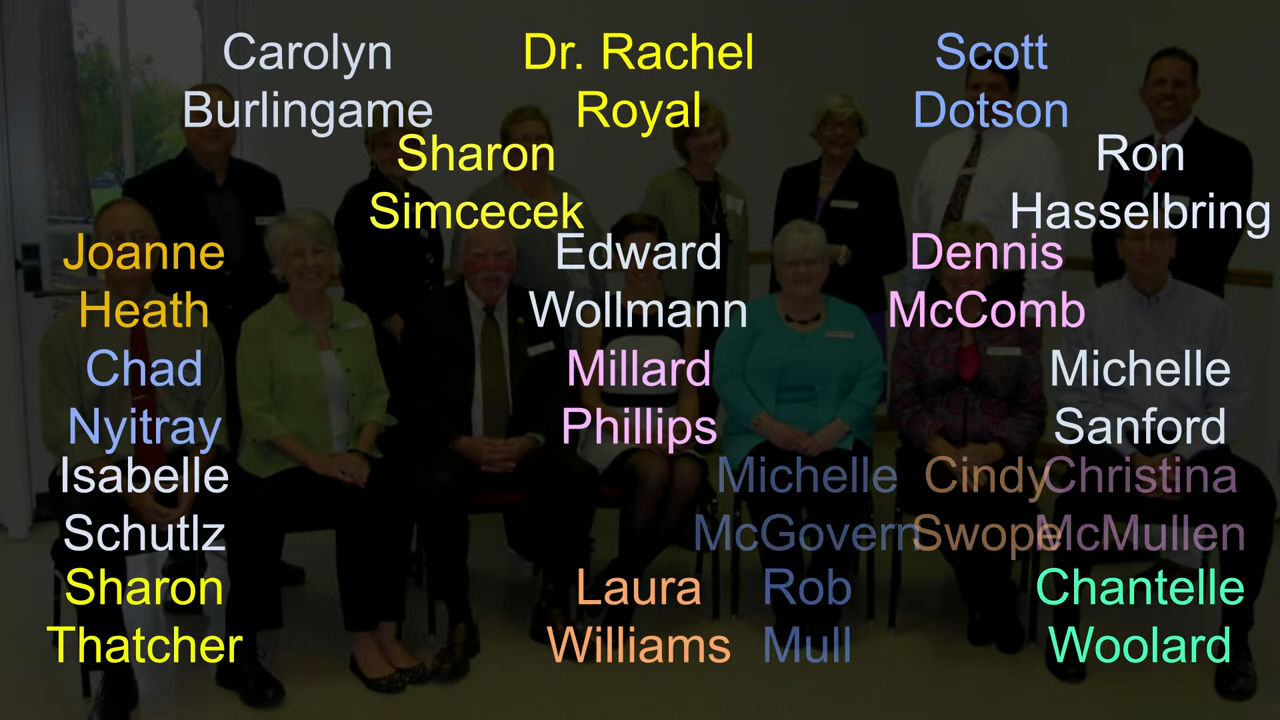 Carolyn
Burlingame
Dr. Rachel
Royal
Scott
Dotson
Sharon
Simcecek
Ron
Hasselbring
Joanne
Heath
Edward
Wollmann
Dennis
McComb
Chad
Nyitray
Millard
Phillips
Michelle
Sanford
Isabelle
Schutlz
Michelle
McGovern
Cindy
Swope
Christina
McMullen
Sharon
Thatcher
Laura
Williams
Rob
Mull
Chantelle
Woolard